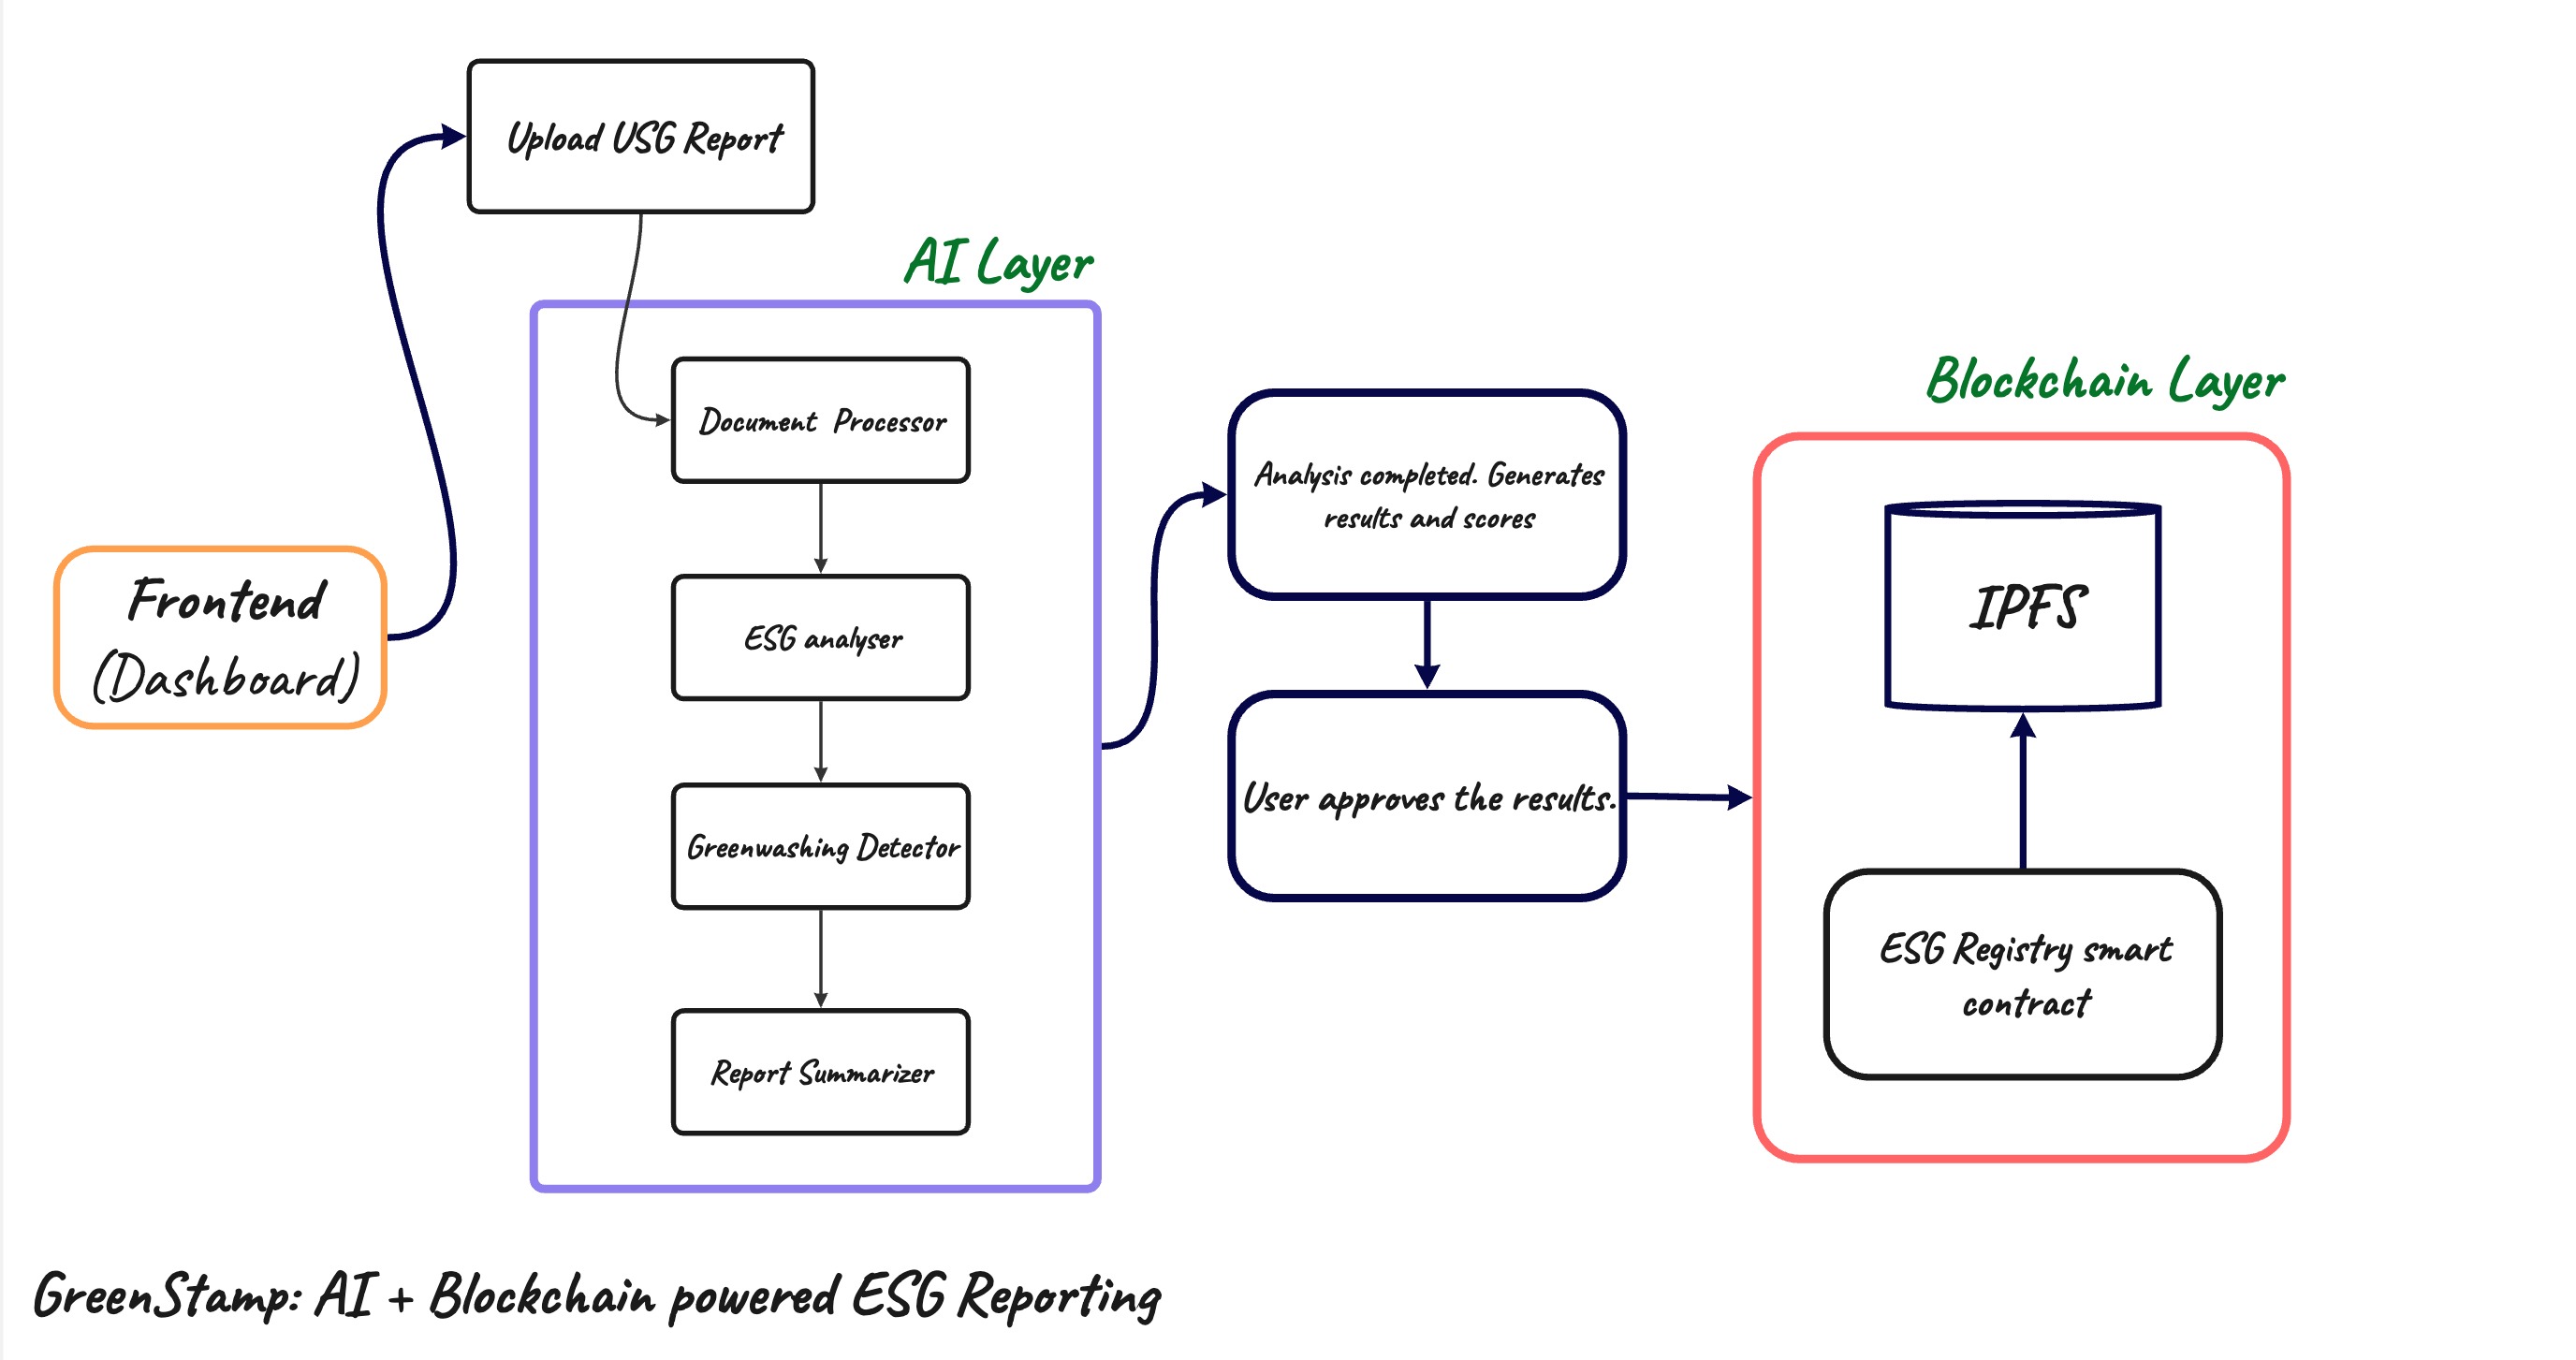 Upload USG Report
AI Layer
Document Processor
ESG analyser
Greenwashing Detector
Report Summarizer
Frontend
(Dashboard)
Analysis completed. Generates
results and scores
User approves the results.
Blockchain Layer
IPFS
ESG Registry smart
contract
GreenStamp: AI + Blockchain powered ESG Reporting